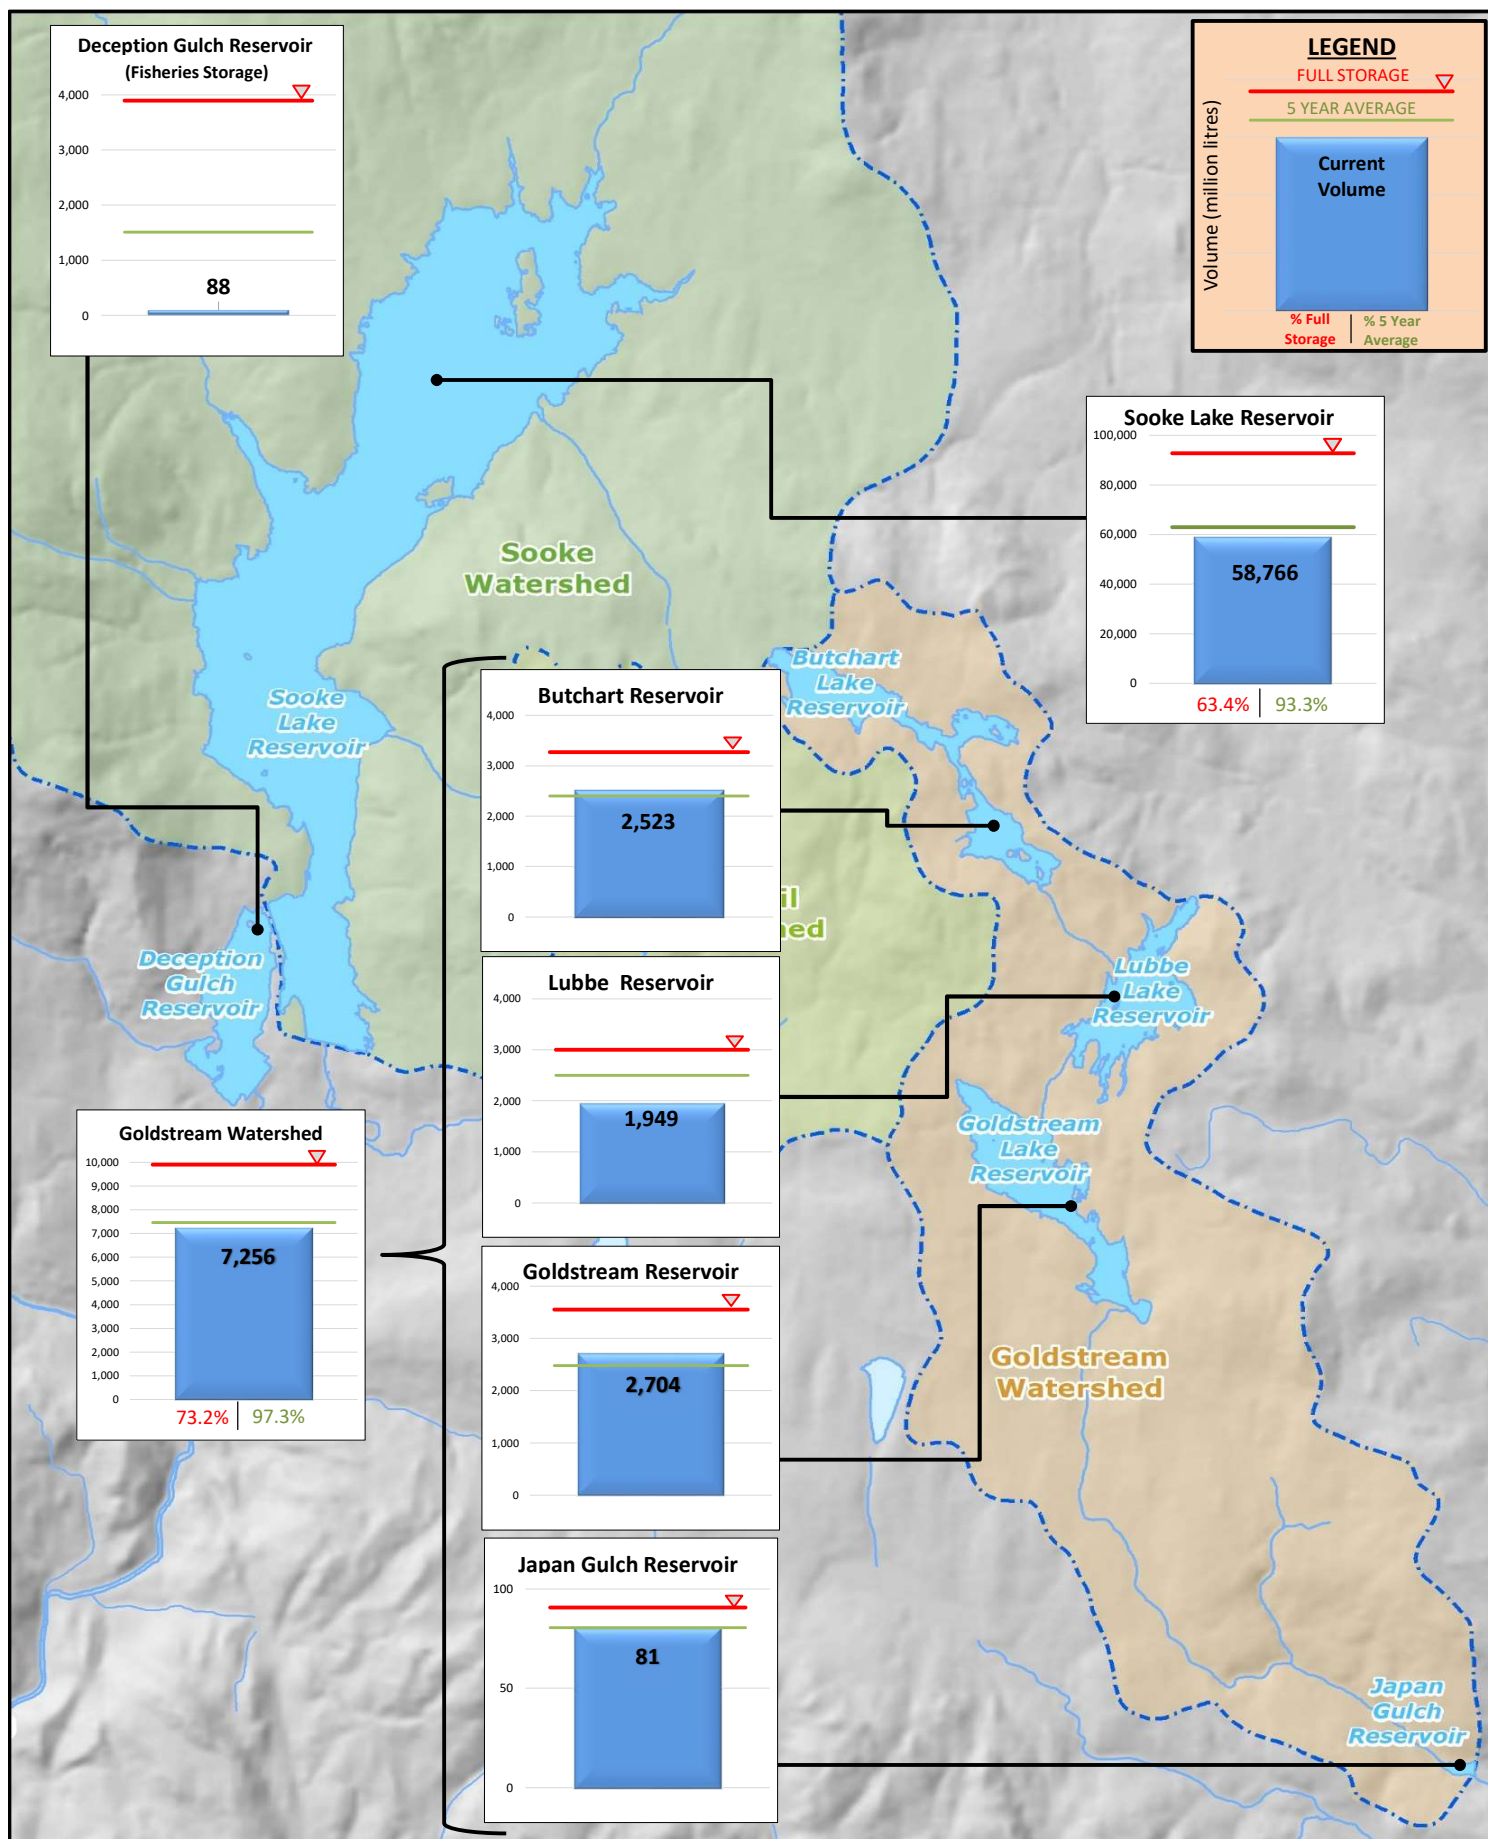 Deception Gulch Reservoir
(Fisheries Storage)
4,000
3,000
2,000
1,000
0
88
LEGEND
FULL STORAGE
5 YEAR AVERAGE
Volume (million litres)
Current
Volume
% Full
Storage
% 5 Year
Average
Sooke Lake Reservoir
100,000
80,000
60,000
40,000
20,000
0
58,766
63.4%
93.3%
Sooke
Watershed
Sooke
Lake
Reservoir
Butchart
Lake
Reservoir
Butchart Reservoir
4,000
3,000
2,000
1,000
0
2,523
il
ed
Deception
Gulch
Reservoir
Lubbe
Lake
Reservoir
Lubbe Reservoir
4,000
3,000
2,000
1,000
0
1,949
Goldstream
Lake
Reservoir
Goldstream Watershed
10,000
9,000
8,000
7,000
6,000
5,000
4,000
3,000
2,000
1,000
0
7,256
73.2%
97.3%
Goldstream Reservoir
4,000
3,000
2,000
1,000
0
2,704
Goldstream
Watershed
Japan Gulch Reservoir
100
50
0
81
Japan
Gulch
Reservoir